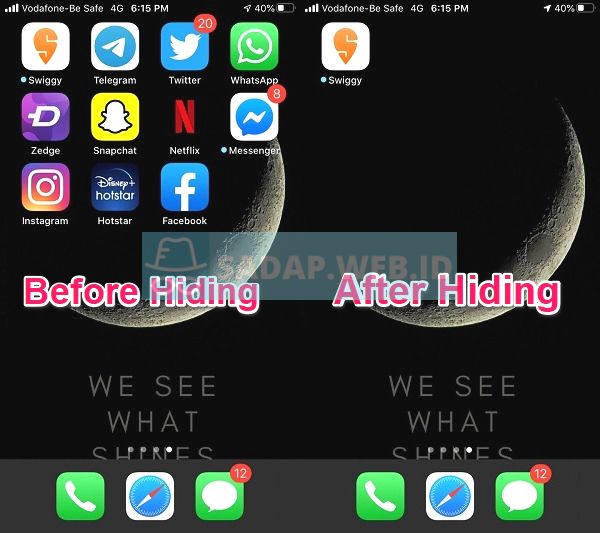 Vodafone-Be Safe 4G 6:15 PM 40%
Vodafone-Be Safe 4G 6:15 PM 40%
20
Swiggy Telegram Twitter WhatsApp
Swiggy
8
Zedge Snapchat Netflix Messenger
Disney+
hotstar
Instagram Hotstar Facebook
SADAP.WEB.ID
Before Hiding
After Hiding
WE SEE
WHAT
SHINES
WE SEE
WHAT
SHINES
12
12